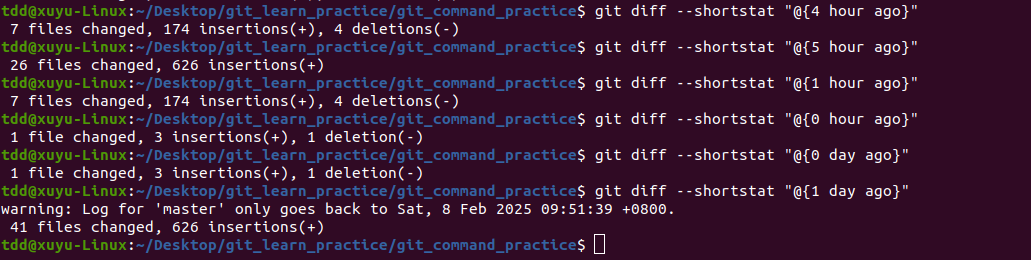 tdd@xuyu-Linux:~/Desktop/git_learn_practice/git_command_practice$ git diff --shortstat "@{4 hour ago}"
 7 files changed, 174 insertions(+), 4 deletions(-)
tdd@xuyu-Linux:~/Desktop/git_learn_practice/git_command_practice$ git diff --shortstat "@{5 hour ago}"
 26 files changed, 626 insertions(+)
tdd@xuyu-Linux:~/Desktop/git_learn_practice/git_command_practice$ git diff --shortstat "@{1 hour ago}"
 7 files changed, 174 insertions(+), 4 deletions(-)
tdd@xuyu-Linux:~/Desktop/git_learn_practice/git_command_practice$ git diff --shortstat "@{0 hour ago}"
 1 file changed, 3 insertions(+), 1 deletion(-)
tdd@xuyu-Linux:~/Desktop/git_learn_practice/git_command_practice$ git diff --shortstat "@{0 day ago}"
 1 file changed, 3 insertions(+), 1 deletion(-)
tdd@xuyu-Linux:~/Desktop/git_learn_practice/git_command_practice$ git diff --shortstat "@{1 day ago}"
warning: Log for 'master' only goes back to Sat, 8 Feb 2025 09:51:39 +0800.
 41 files changed, 626 insertions(+)
tdd@xuyu-Linux:~/Desktop/git_learn_practice/git_command_practice$